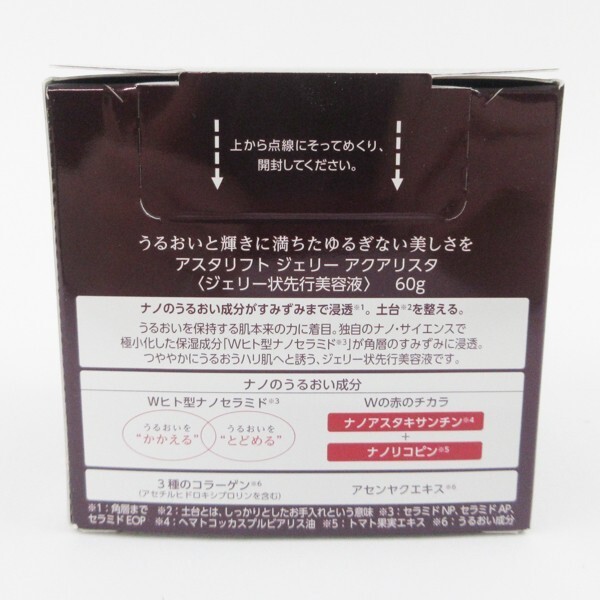 上から点線にそってめくり、
開封してください。
うるおいと輝きに満ちたゆるぎない美しさを
アスタリフト ジェリー アクアリスタ
〈ジェリー状先行美容液〉 60g
ナノのうるおい成分がすみずみまで浸透※1。土台※2を整える。
うるおいを保持する肌本来の力に着目。独自のナノ・サイエンスで
極小化した保湿成分「Wヒト型ナノセラミド※3」が角層のすみずみに浸透。
つややかにうるおうハリ肌へと誘う、ジェリー状先行美容液です。
ナノのうるおい成分
Wヒト型ナノセラミド※3
うるおいを
“かかえる”
うるおいを
“とどめる”
Wの赤のチカラ
ナノアスタキサンチン※4
+
ナノリコピン※5
3種のコラーゲン※6
(アセチルヒドロキシプロリンを含む)
アセンヤクエキス※6
※1：角層まで ※2：土台とは、しっかりとしたお手入れという意味 ※3：セラミドNP、セラミドAP、
セラミドEOP ※4：ヘマトコッカスプルビアリス油 ※5：トマト果実エキス ※6：うるおい成分